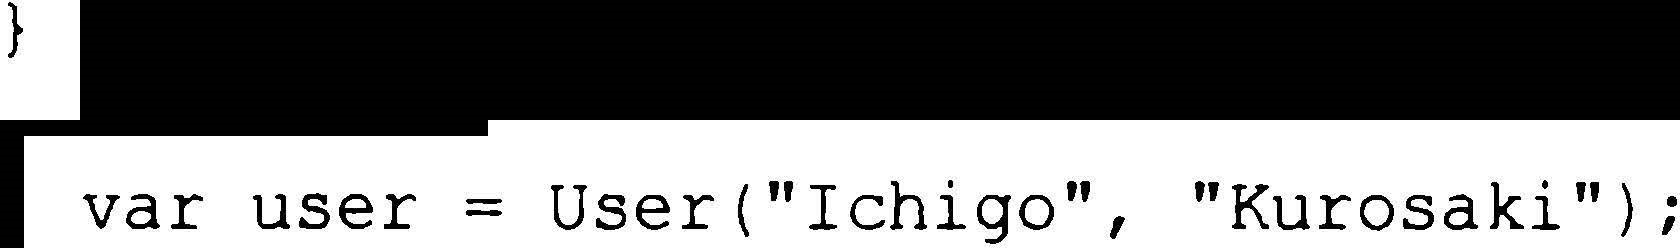 }
var user = User("Ichigo", "Kurosaki");